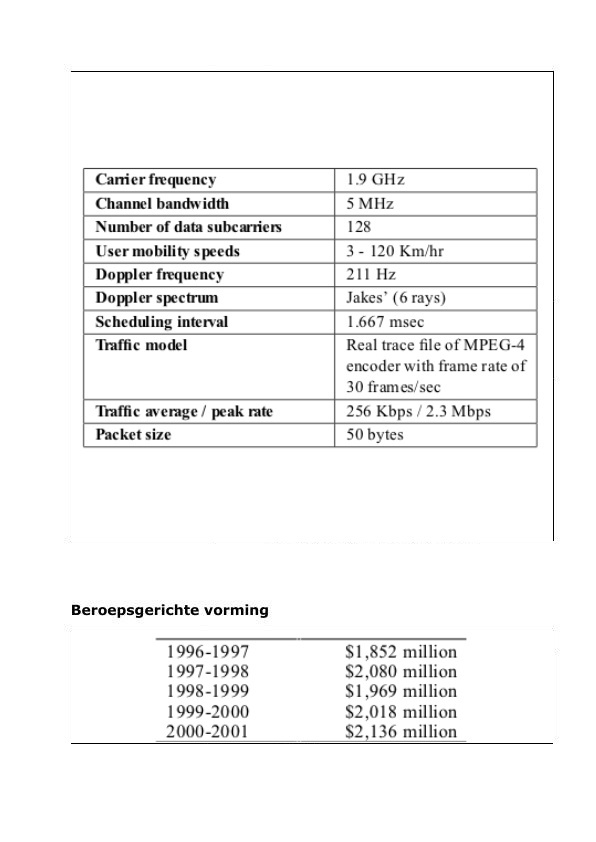 Carrier frequency 1.9 GHz
Channel bandwidth 5 MHz
Number of data subcarriers 128
User mobility speeds 3 - 120 Km/hr
Doppler frequency 211 Hz
Doppler spectrum Jakes' (6 rays)
Scheduling interval 1.667 msec
Traffic model Real trace file of MPEG-4
encoder with frame rate of
30 frames/sec
Traffic average / peak rate 256 Kbps / 2.3 Mbps
Packet size 50 bytes
Beroepsgerichte vorming
1996-1997 $1,852 million
1997-1998 $2,080 million
1998-1999 $1,969 million
1999-2000 $2,018 million
2000-2001 $2,136 million